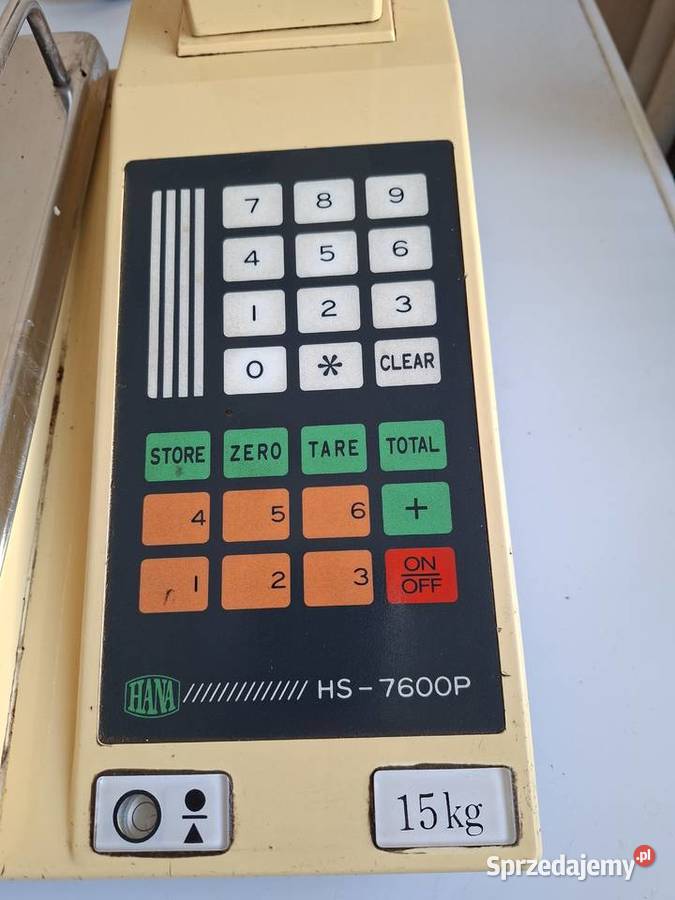 7 8 9
4 5 6
1 2 3
0 * CLEAR
STORE ZERO TARE TOTAL
4 5 6 +
1 2 3 ON
OFF
HANA HS-7600P
15kg
Sprzedajemy.pl